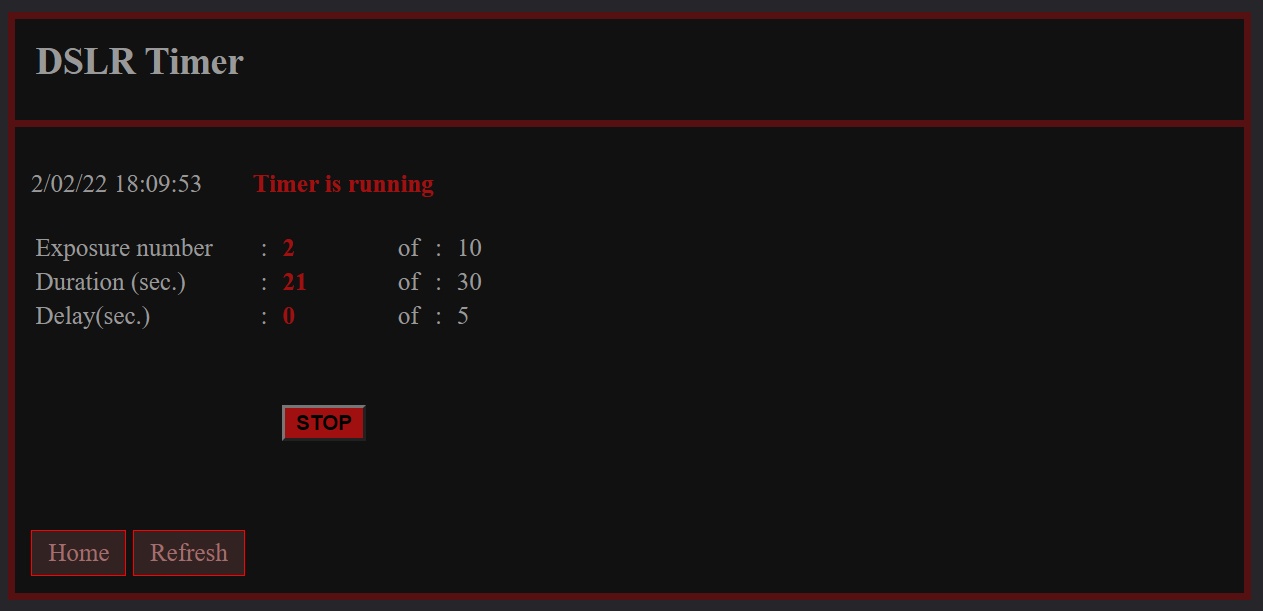 DSLR Timer
2/02/22 18:09:53 Timer is running
Exposure number : 2 of : 10
Duration (sec.) : 21 of : 30
Delay(sec.) : 0 of : 5
STOP
Home Refresh